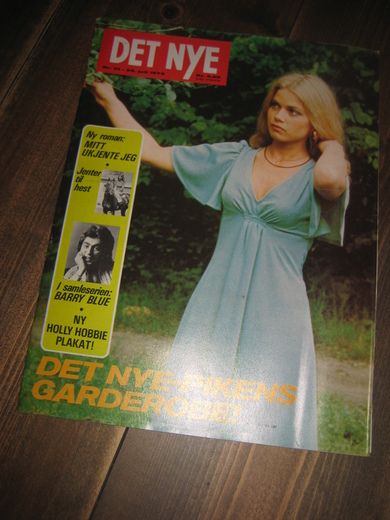 DET NYE
Ny roman:
MITT
UKJENTE JEG
Jenter
til
hest
I samleserien:
BARRY BLUE
NY
HOLLY HOBBIE
PLAKAT!
DET NYE-PIKENS
GARDEROBE!